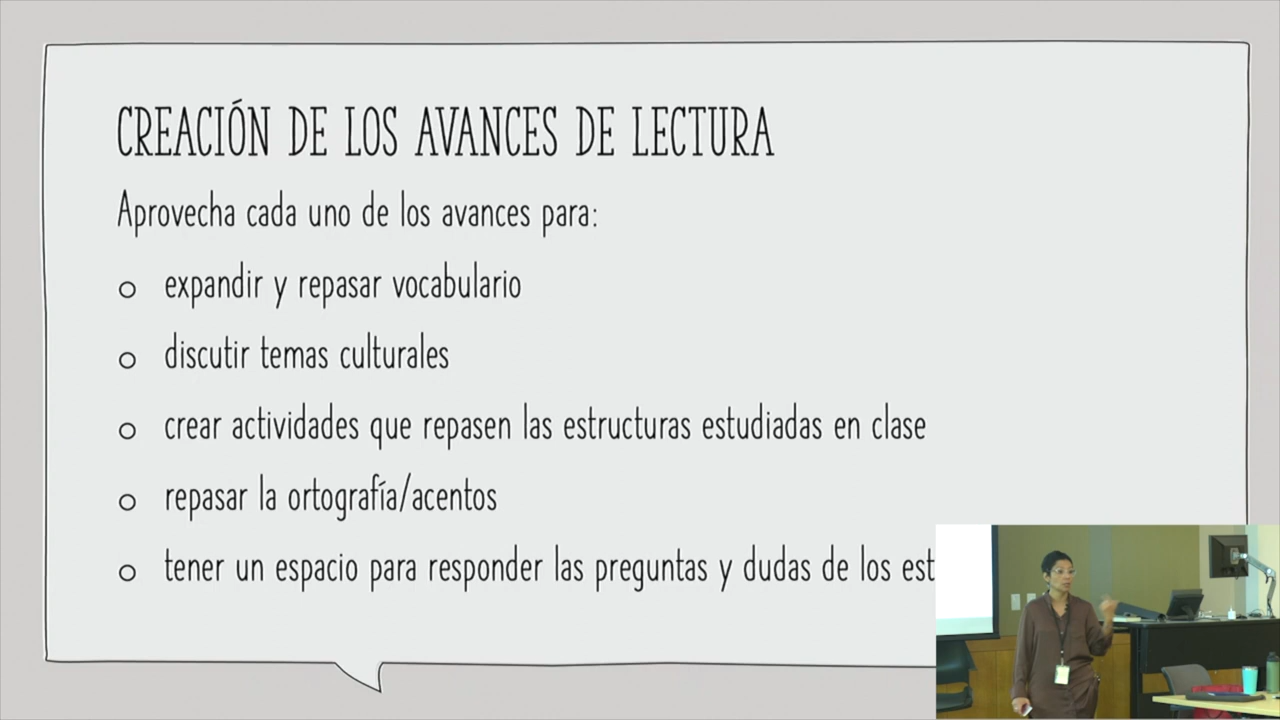 CREACIÓN DE LOS AVANCES DE LECTURA
Aprovecha cada uno de los avances para:
expandir y repasar vocabulario
discutir temas culturales
crear actividades que repasen las estructuras estudiadas en clase
repasar la ortografía/acentos
tener un espacio para responder las preguntas y dudas de los est